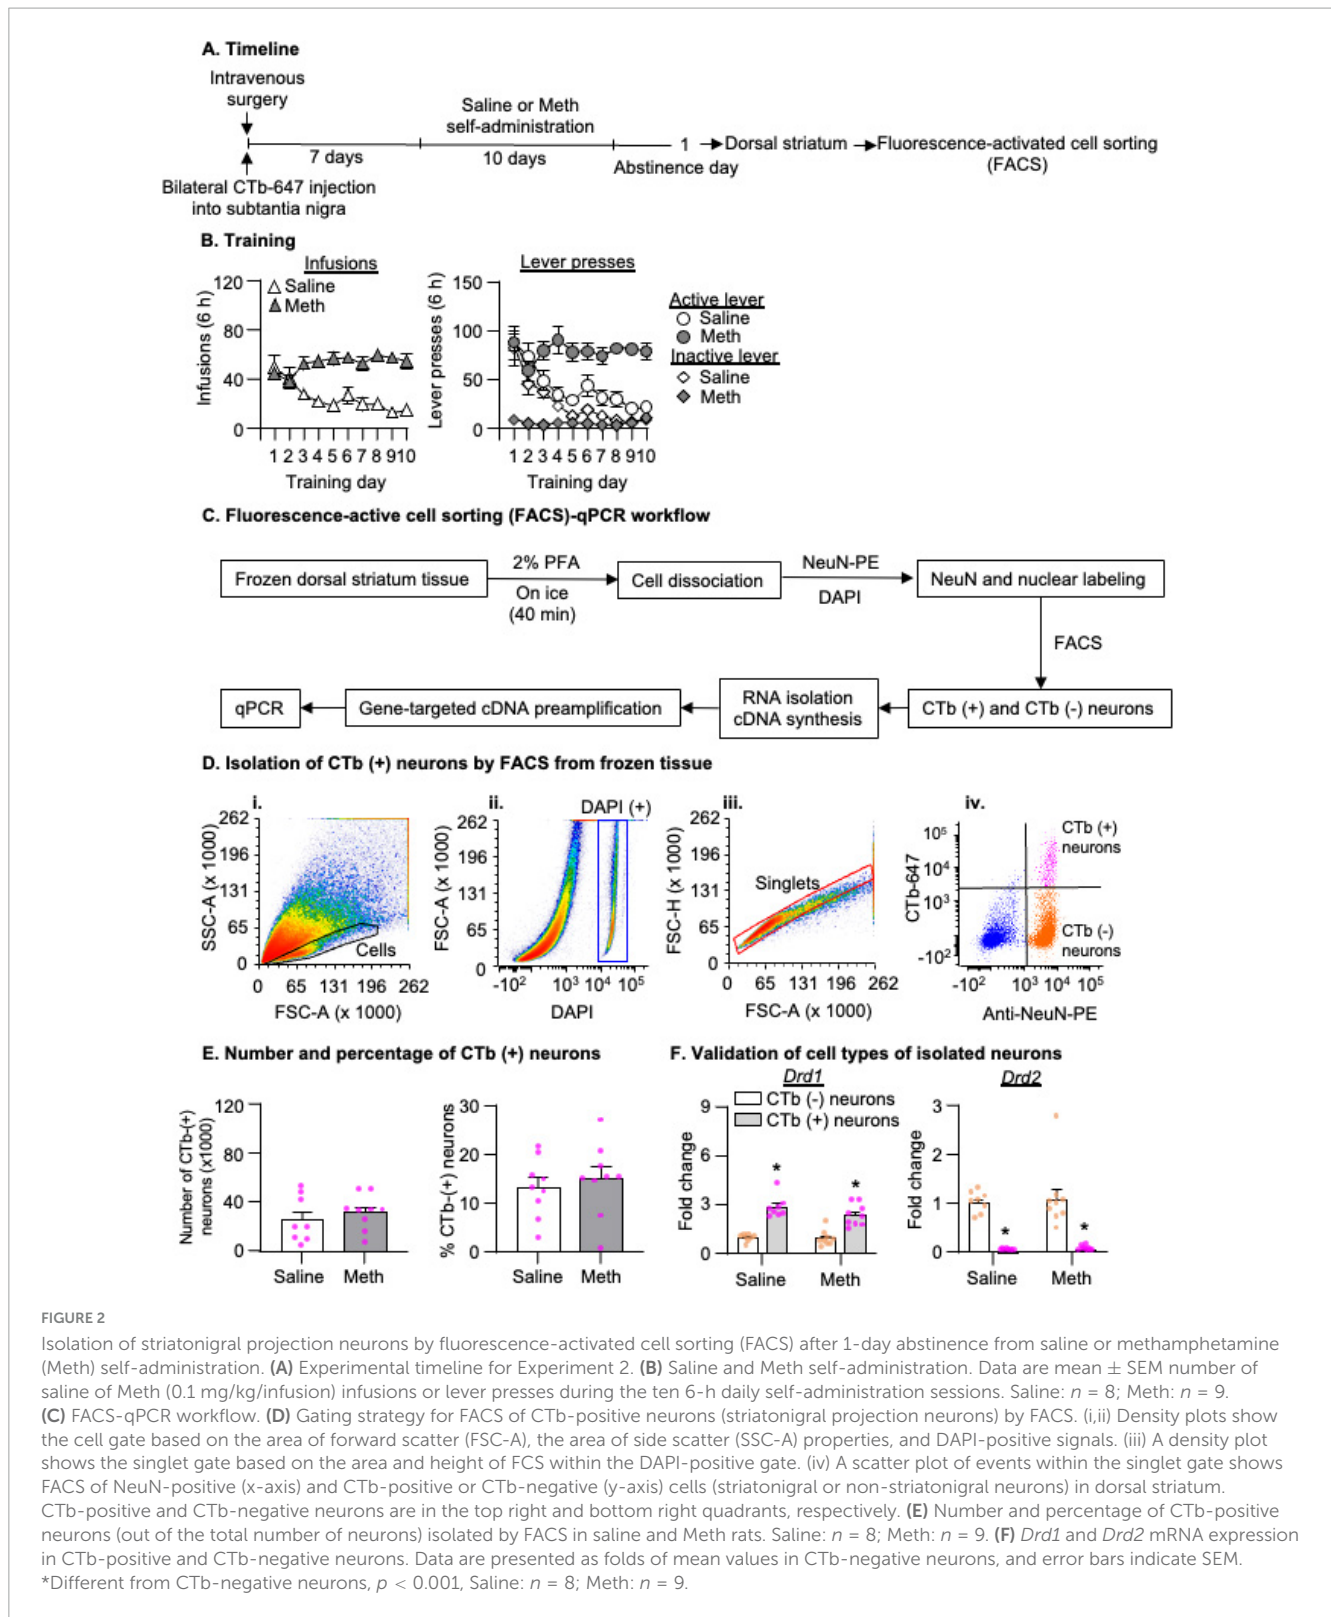 A. Timeline
Intravenous
surgery
Saline or Meth
self-administration
7 days
10 days
1
Abstinence day
Dorsal striatum
Fluorescence-activated cell sorting
(FACS)
Bilateral CTb-647 injection
into subtantia nigra
B. Training
Infusions
Infusions (6 h)
120
80
40
0
Saline
Meth
1 2 3 4 5 6 7 8 9 10
Training day
Lever presses
Lever presses (6 h)
150
100
50
0
1 2 3 4 5 6 7 8 9 10
Training day
Active lever
Saline
Meth
Inactive lever
Saline
Meth
C. Fluorescence-active cell sorting (FACS)-qPCR workflow
Frozen dorsal striatum tissue
2% PFA
On ice
(40 min)
Cell dissociation
NeuN-PE
DAPI
NeuN and nuclear labeling
FACS
CTb (+) and CTb (-) neurons
RNA isolation
cDNA synthesis
Gene-targeted cDNA preamplification
qPCR
D. Isolation of CTb (+) neurons by FACS from frozen tissue
i.
SSC-A (x 1000)
262
196
131
65
0
Cells
0 65 131 196 262
FSC-A (x 1000)
ii.
DAPI (+)
FSC-A (x 1000)
262
196
131
65
0
-10² 10³ 10⁴ 10⁵
DAPI
iii.
FSC-H (x 1000)
262
196
131
65
0
Singlets
0 65 131 196 262
FSC-A (x 1000)
iv.
CTb-647
10⁵
10⁴
10³
-10²
CTb (+)
neurons
CTb (-)
neurons
-10² 10³ 10⁴ 10⁵
Anti-NeuN-PE
E. Number and percentage of CTb (+) neurons
Number of CTb-(+)
neurons (x1000)
120
80
40
0
Saline Meth
% CTb-(+) neurons
30
20
10
0
Saline Meth
F. Validation of cell types of isolated neurons
Drd1
Fold change
9
6
3
0
CTb (-) neurons
CTb (+) neurons
* *
Saline Meth
Drd2
Fold change
3
2
1
0
* *
Saline Meth
FIGURE 2
Isolation of striatonigral projection neurons by fluorescence-activated cell sorting (FACS) after 1-day abstinence from saline or methamphetamine
(Meth) self-administration. (A) Experimental timeline for Experiment 2. (B) Saline and Meth self-administration. Data are mean ± SEM number of
saline of Meth (0.1 mg/kg/infusion) infusions or lever presses during the ten 6-h daily self-administration sessions. Saline: n = 8; Meth: n = 9.
(C) FACS-qPCR workflow. (D) Gating strategy for FACS of CTb-positive neurons (striatonigral projection neurons) by FACS. (i,ii) Density plots show
the cell gate based on the area of forward scatter (FSC-A), the area of side scatter (SSC-A) properties, and DAPI-positive signals. (iii) A density plot
shows the singlet gate based on the area and height of FCS within the DAPI-positive gate. (iv) A scatter plot of events within the singlet gate shows
FACS of NeuN-positive (x-axis) and CTb-positive or CTb-negative (y-axis) cells (striatonigral or non-striatonigral neurons) in dorsal striatum.
CTb-positive and CTb-negative neurons are in the top right and bottom right quadrants, respectively. (E) Number and percentage of CTb-positive
neurons (out of the total number of neurons) isolated by FACS in saline and Meth rats. Saline: n = 8; Meth: n = 9. (F) Drd1 and Drd2 mRNA expression
in CTb-positive and CTb-negative neurons. Data are presented as folds of mean values in CTb-negative neurons, and error bars indicate SEM.
*Different from CTb-negative neurons, p < 0.001, Saline: n = 8; Meth: n = 9.